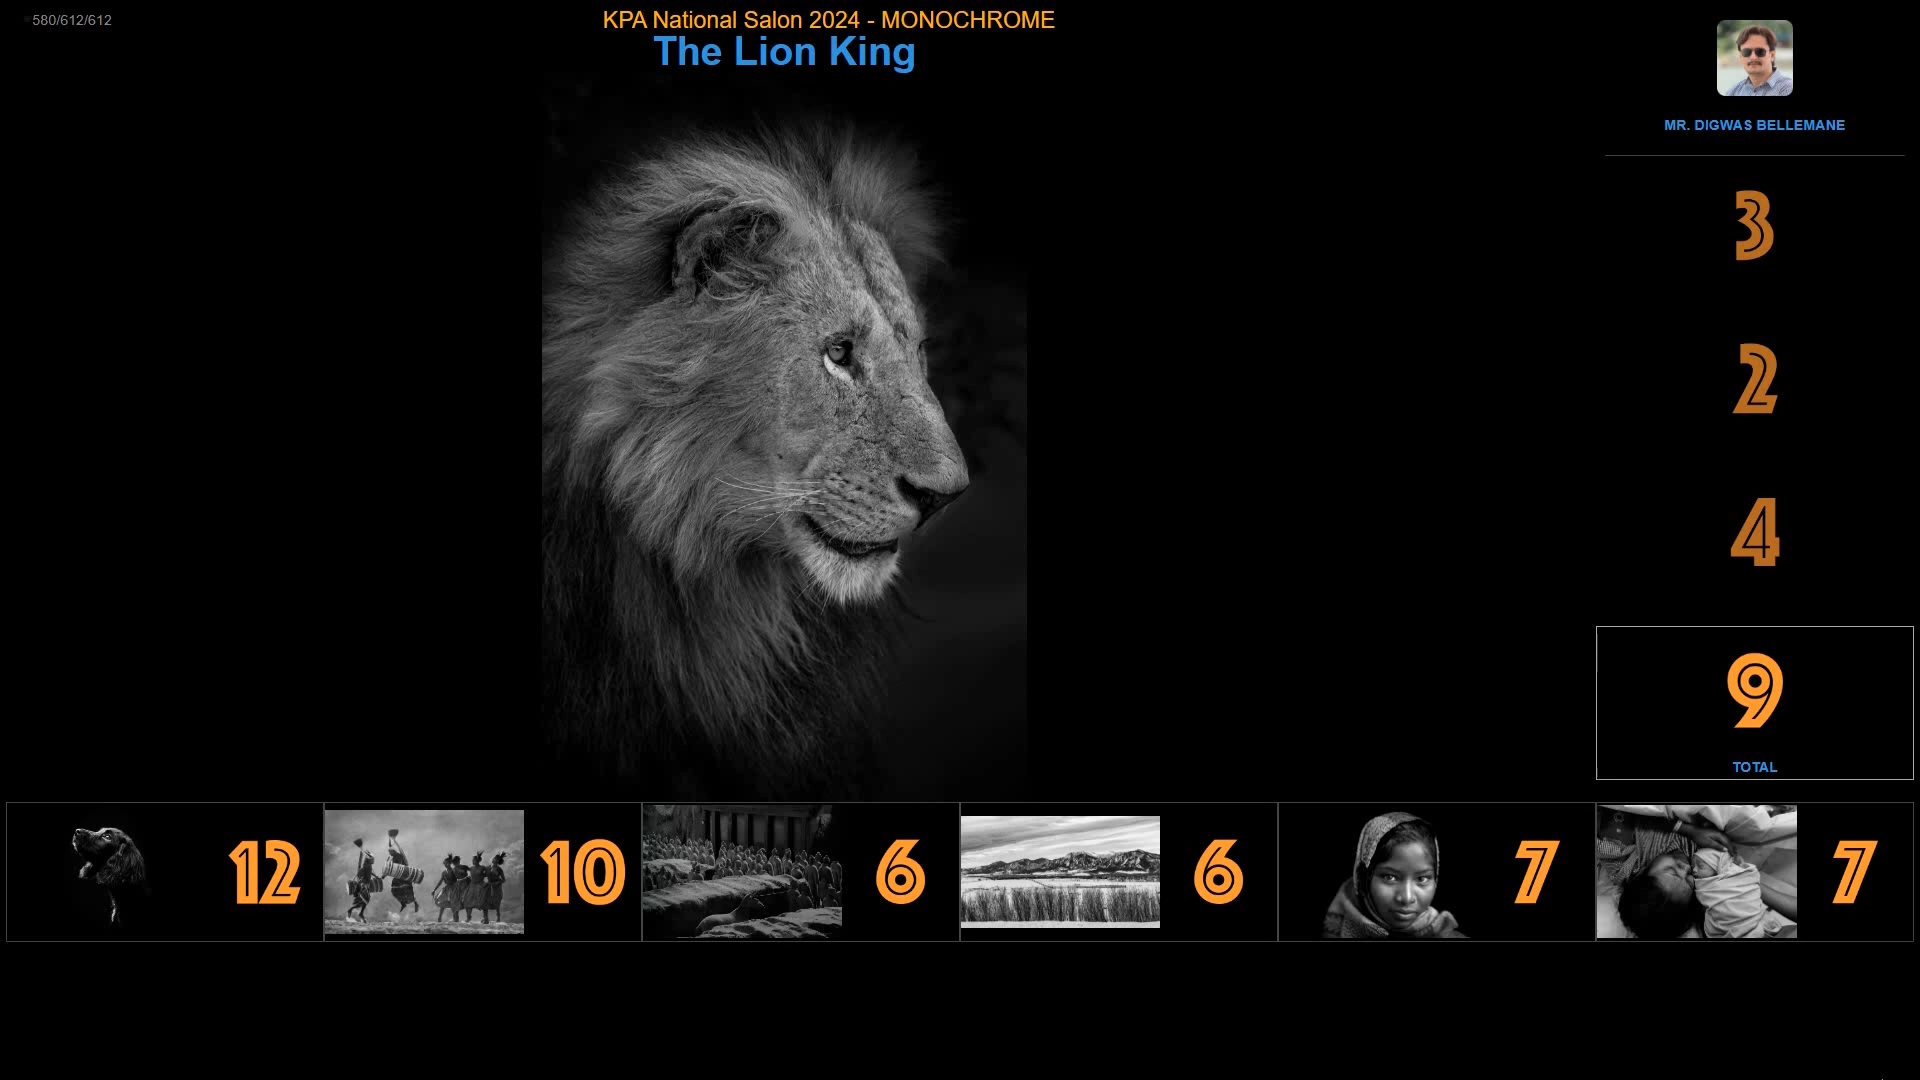 580/612/612
KPA National Salon 2024 - MONOCHROME
The Lion King
MR. DIGWAS BELLEMANE
3
2
4
9
TOTAL
12
10
6
6
7
7